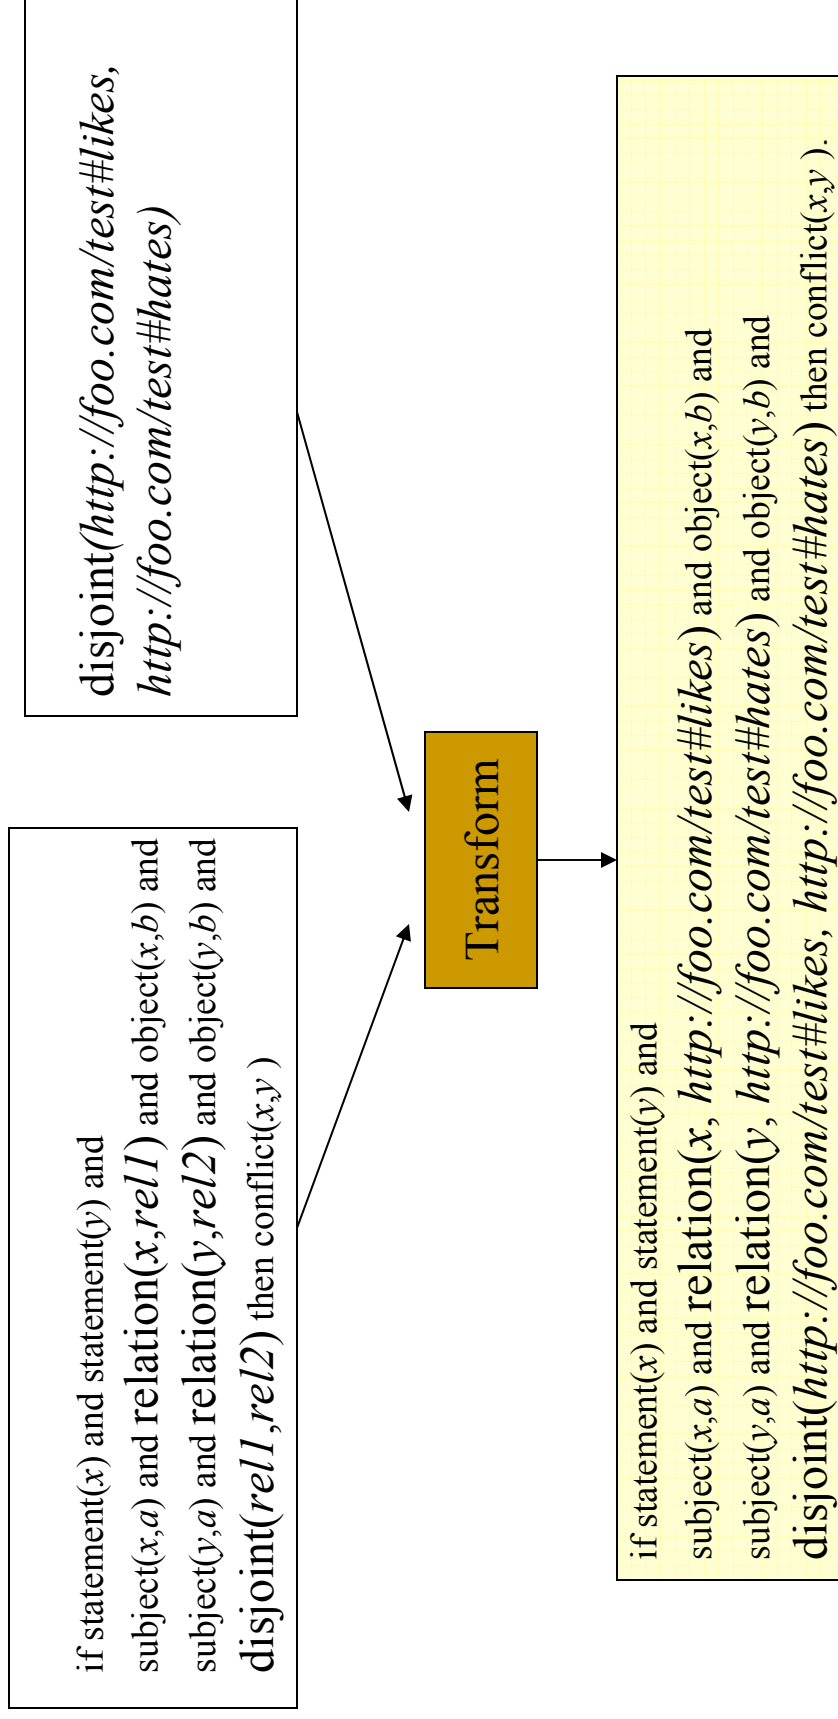 if statement(x) and statement(y) and
subject(x,a) and relation(x,rel1) and object(x,b) and
subject(y,a) and relation(y,rel2) and object(y,b) and
disjoint(rel1,rel2) then conflict(x,y )
disjoint(http://foo.com/test#likes,
http://foo.com/test#hates)
Transform
if statement(x) and statement(y) and
subject(x,a) and relation(x, http://foo.com/test#likes) and object(x,b) and
subject(y,a) and relation(y, http://foo.com/test#hates) and object(y,b) and
disjoint(http://foo.com/test#likes, http://foo.com/test#hates) then conflict(x,y ).